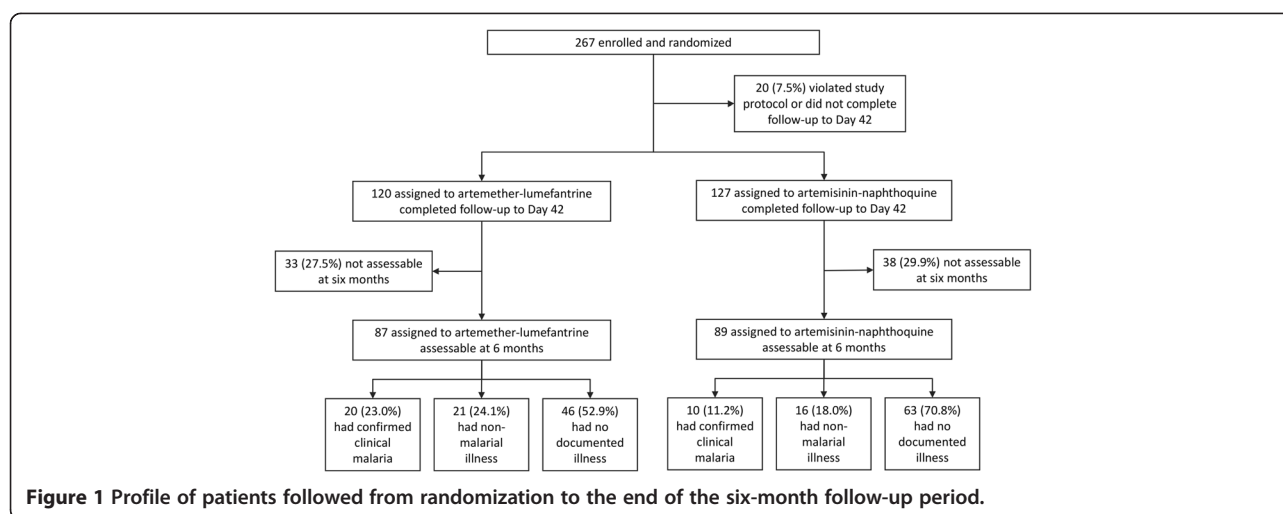 267 enrolled and randomized
20 (7.5%) violated study
protocol or did not complete
follow-up to Day 42
120 assigned to artemether-lumefantrine
completed follow-up to Day 42
127 assigned to artemisinin-naphthoquine
completed follow-up to Day 42
33 (27.5%) not assessable
at six months
38 (29.9%) not assessable
at six months
87 assigned to artemether-lumefantrine
assessable at 6 months
89 assigned to artemisinin-naphthoquine
assessable at 6 months
20 (23.0%)
had confirmed
clinical
malaria
21 (24.1%)
had non-
malarial
illness
46 (52.9%)
had no
documented
illness
10 (11.2%)
had confirmed
clinical
malaria
16 (18.0%)
had non-
malarial
illness
63 (70.8%)
had no
documented
illness
Figure 1 Profile of patients followed from randomization to the end of the six-month follow-up period.